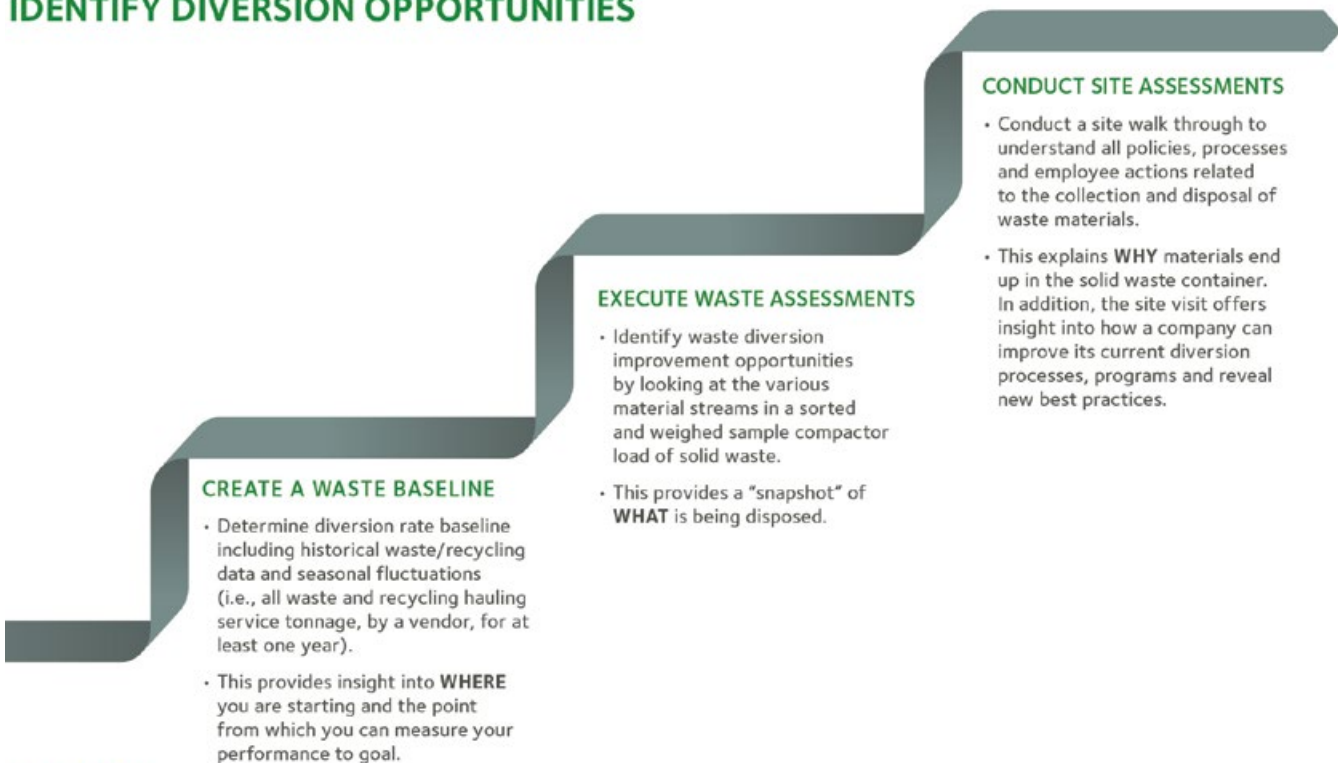 IDENTIFY DIVERSION OPPORTUNITIES
CREATE A WASTE BASELINE
• Determine diversion rate baseline
including historical waste/recycling
data and seasonal fluctuations
(i.e., all waste and recycling hauling
service tonnage, by a vendor, for at
least one year).
• This provides insight into WHERE
you are starting and the point
from which you can measure your
performance to goal.
EXECUTE WASTE ASSESSMENTS
• Identify waste diversion
improvement opportunities
by looking at the various
material streams in a sorted
and weighed sample compactor
load of solid waste.
• This provides a “snapshot” of
WHAT is being disposed.
CONDUCT SITE ASSESSMENTS
• Conduct a site walk through to
understand all policies, processes
and employee actions related
to the collection and disposal of
waste materials.
• This explains WHY materials end
up in the solid waste container.
In addition, the site visit offers
insight into how a company can
improve its current diversion
processes, programs and reveal
new best practices.